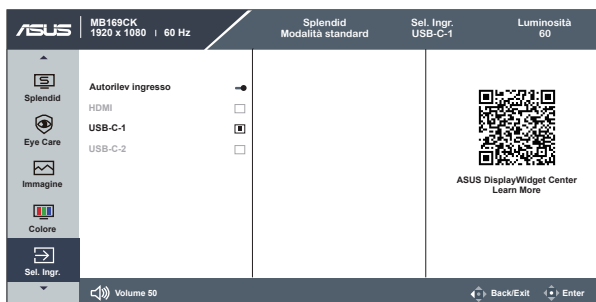 ASUS
MB169CK
1920 x 1080 | 60 Hz
Splendid
Modalità standard
Sel. Ingr.
USB-C-1
Luminosità
60
Splendid
Eye Care
Immagine
Colore
Sel. Ingr.
Autorilev ingresso
HDMI
USB-C-1
USB-C-2
ASUS DisplayWidget Center
Learn More
Volume 50
Back/Exit
Enter